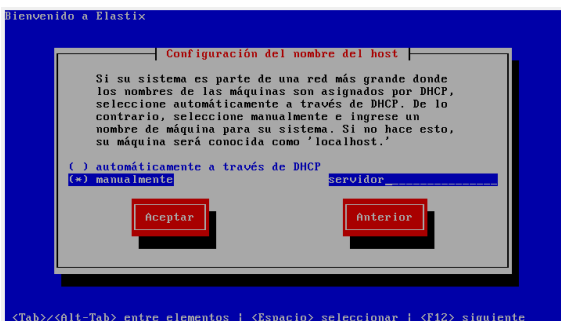 Bienvenido a Elastix
Configuración del nombre del host
Si su sistema es parte de una red más grande donde
los nombres de las máquinas son asignados por DHCP,
seleccione automáticamente a través de DHCP. De lo
contrario, seleccione manualmente e ingrese un
nombre de máquina para su sistema. Si no hace esto,
su máquina será conocida como 'localhost.'
( ) automáticamente a través de DHCP
(*) manualmente servidor_
Aceptar Anterior
<Tab>/<Alt-Tab> entre elementos | <Espacio> seleccionar | <F12> siguiente